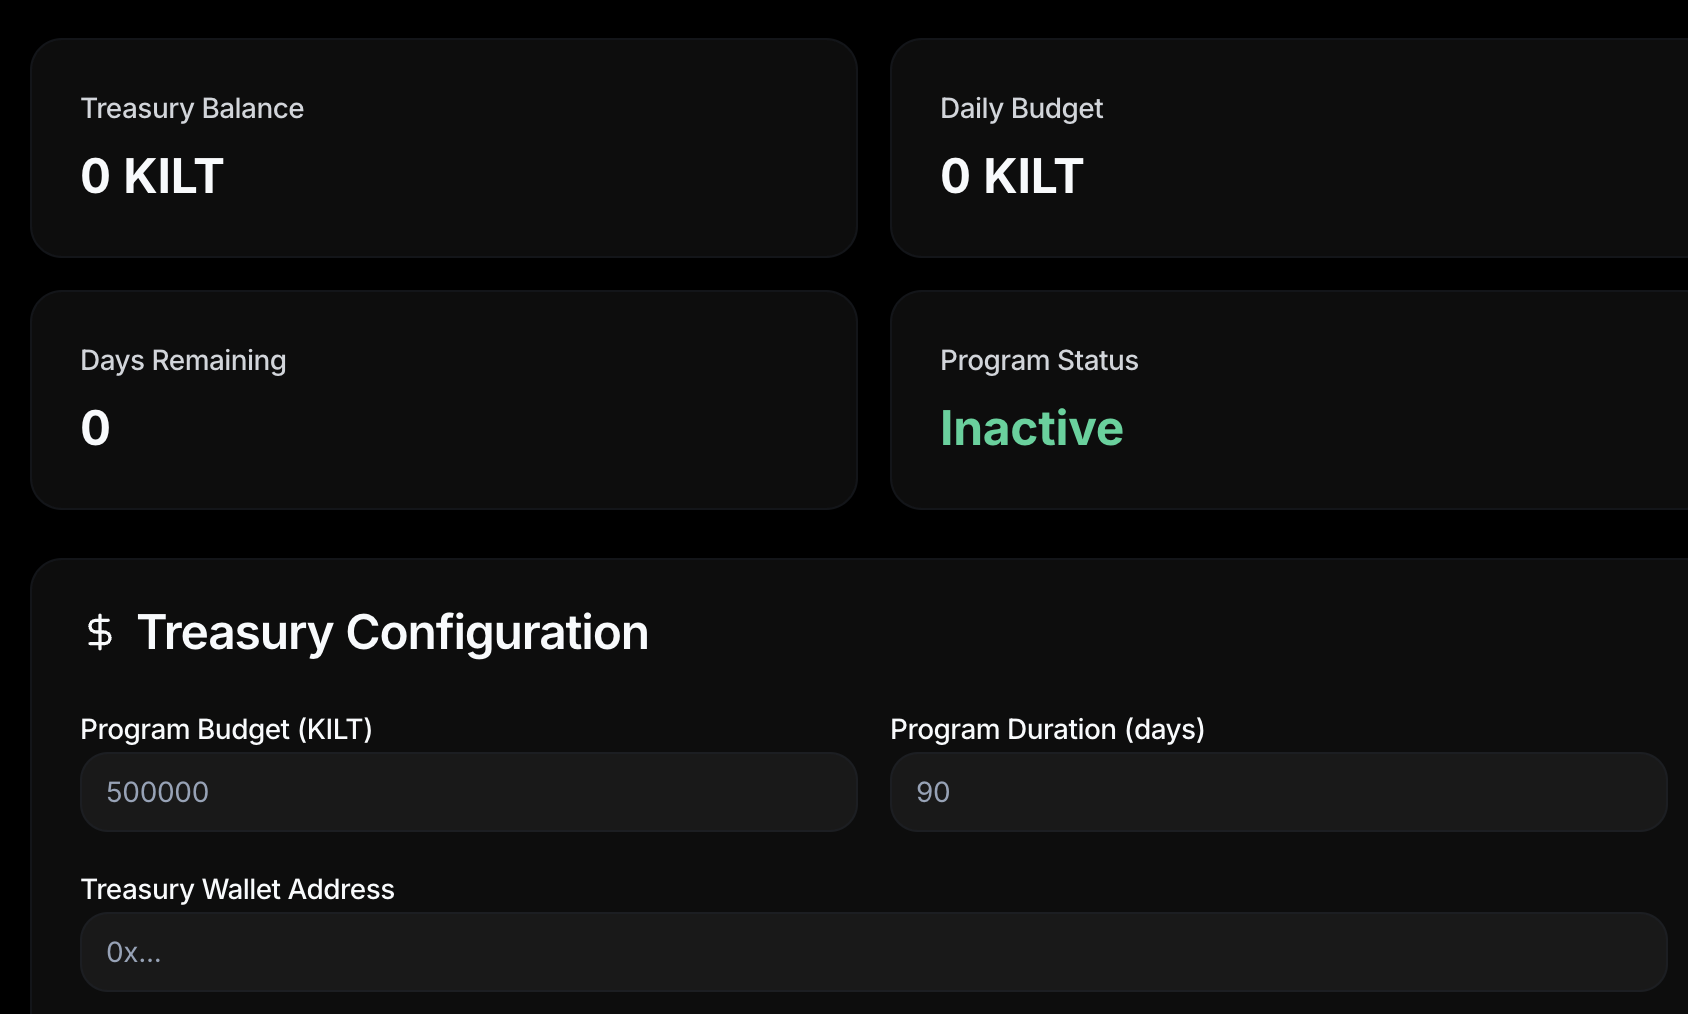 Treasury Balance
0 KILT
Daily Budget
0 KILT
Days Remaining
0
Program Status
Inactive
$ Treasury Configuration
Program Budget (KILT)
500000
Program Duration (days)
90
Treasury Wallet Address
0x...